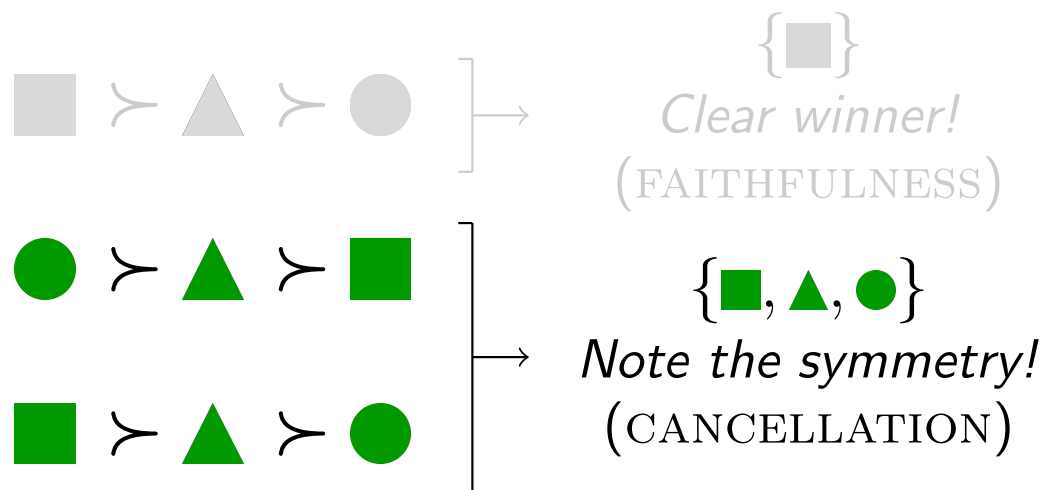 Clear winner!
(FAITHFULNESS)
Note the symmetry!
(CANCELLATION)